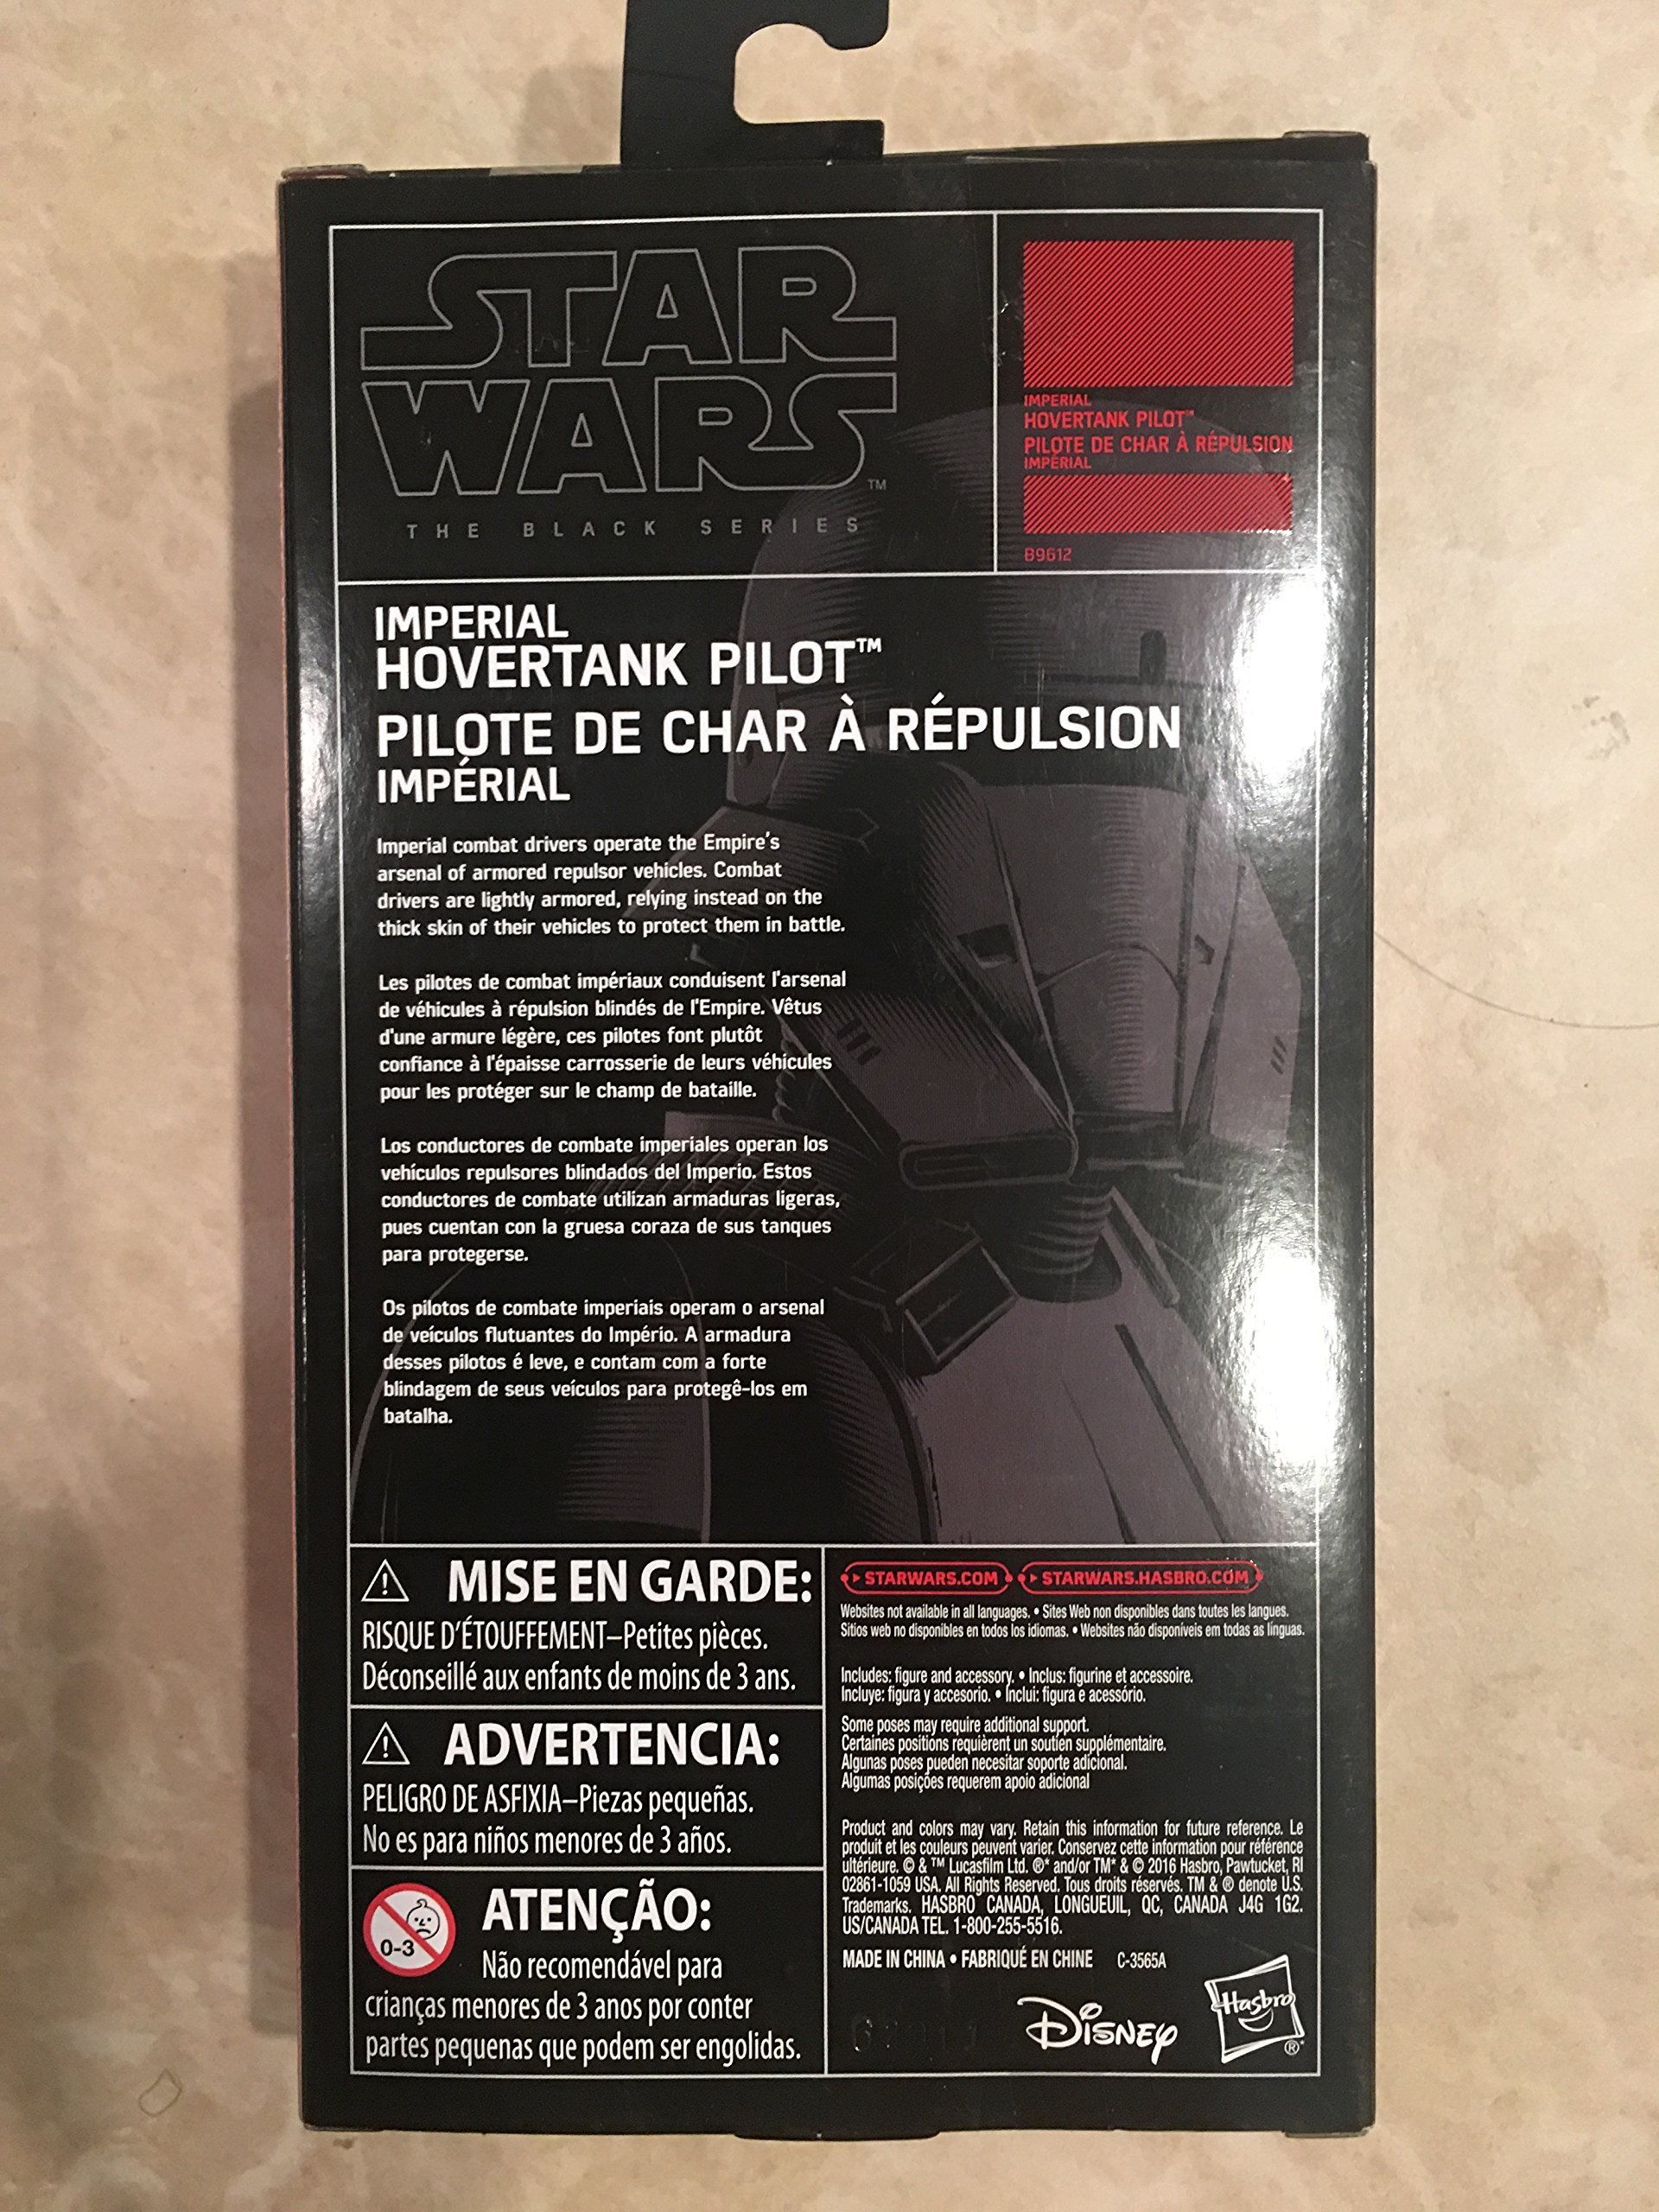 STAR
WARS
TM
THE BLACK SERIES
IMPERIAL
HOVERTANK PILOT™
PILOTE DE CHAR À RÉPULSION
IMPÉRIAL
B9612
IMPERIAL
HOVERTANK PILOT™
PILOTE DE CHAR À RÉPULSION
IMPÉRIAL
Imperial combat drivers operate the Empire's
arsenal of armored repulsor vehicles. Combat
drivers are lightly armored, relying instead on the
thick skin of their vehicles to protect them in battle.
Les pilotes de combat impériaux conduisent l'arsenal
de véhicules à répulsion blindés de l'Empire. Vêtus
d'une armure légère, ces pilotes font plutôt
confiance à l'épaisse carrosserie de leurs véhicules
pour les protéger sur le champ de bataille.
Los conductores de combate imperiales operan los
vehículos repulsores blindados del Imperio. Estos
conductores de combate utilizan armaduras ligeras,
pues cuentan con la gruesa coraza de sus tanques
para protegerse.
Os pilotos de combate imperiais operam o arsenal
de veículos flutuantes do Império. A armadura
desses pilotos é leve, e contam com a forte
blindagem de seus veículos para protegê-los em
batalha.
MISE EN GARDE:
RISQUE D'ÉTOUFFEMENT–Petites pièces.
Déconseillé aux enfants de moins de 3 ans.
ADVERTENCIA:
PELIGRO DE ASFIXIA–Piezas pequeñas.
No es para niños menores de 3 años.
0-3
ATENÇÃO:
Não recomendável para
crianças menores de 3 anos por conter
partes pequenas que podem ser engolidas.
STARWARS.COM STARWARS.HASBRO.COM
Websites not available in all languages. • Sites Web non disponibles dans toutes les langues.
Sitios web no disponibles en todos los idiomas. • Websites não disponíveis em todas as línguas.
Includes: figure and accessory. • Inclus: figurine et accessoire.
Incluye: figura y accesorio. • Inclui: figura e acessório.
Some poses may require additional support.
Certaines positions requièrent un soutien supplémentaire.
Algunas poses pueden necesitar soporte adicional.
Algumas posições requerem apoio adicional
Product and colors may vary. Retain this information for future reference. Le
produit et les couleurs peuvent varier. Conservez cette information pour référence
ultérieure. © & ™ Lucasfilm Ltd. ®* and/or TM* & © 2016 Hasbro, Pawtucket, RI
02861-1059 USA. All Rights Reserved. Tous droits réservés. TM & ® denote U.S.
Trademarks. HASBRO CANADA, LONGUEUIL, QC, CANADA J4G 1G2.
US/CANADA TEL. 1-800-255-5516.
MADE IN CHINA • FABRIQUÉ EN CHINE C-3565A
Disney
Hasbro
®*